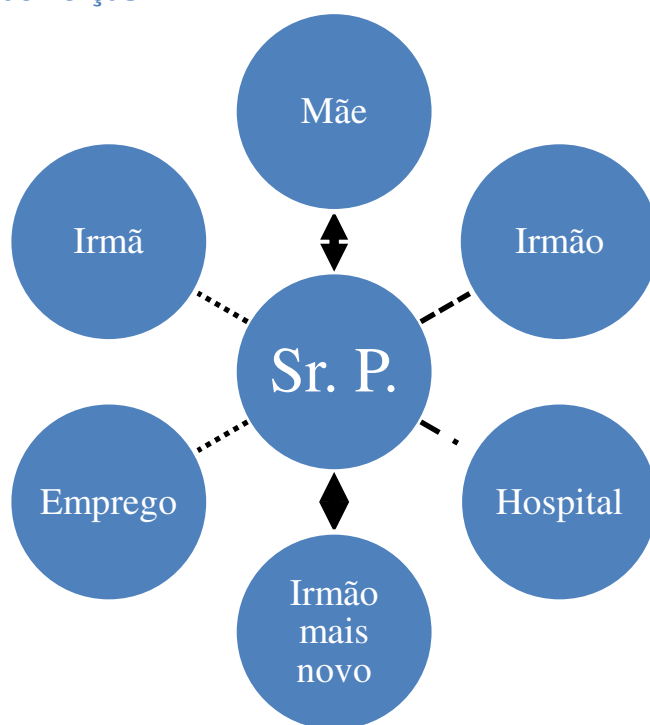 Mãe
Irmã
Irmão
Sr. P.
Emprego
Hospital
Irmão
mais
novo